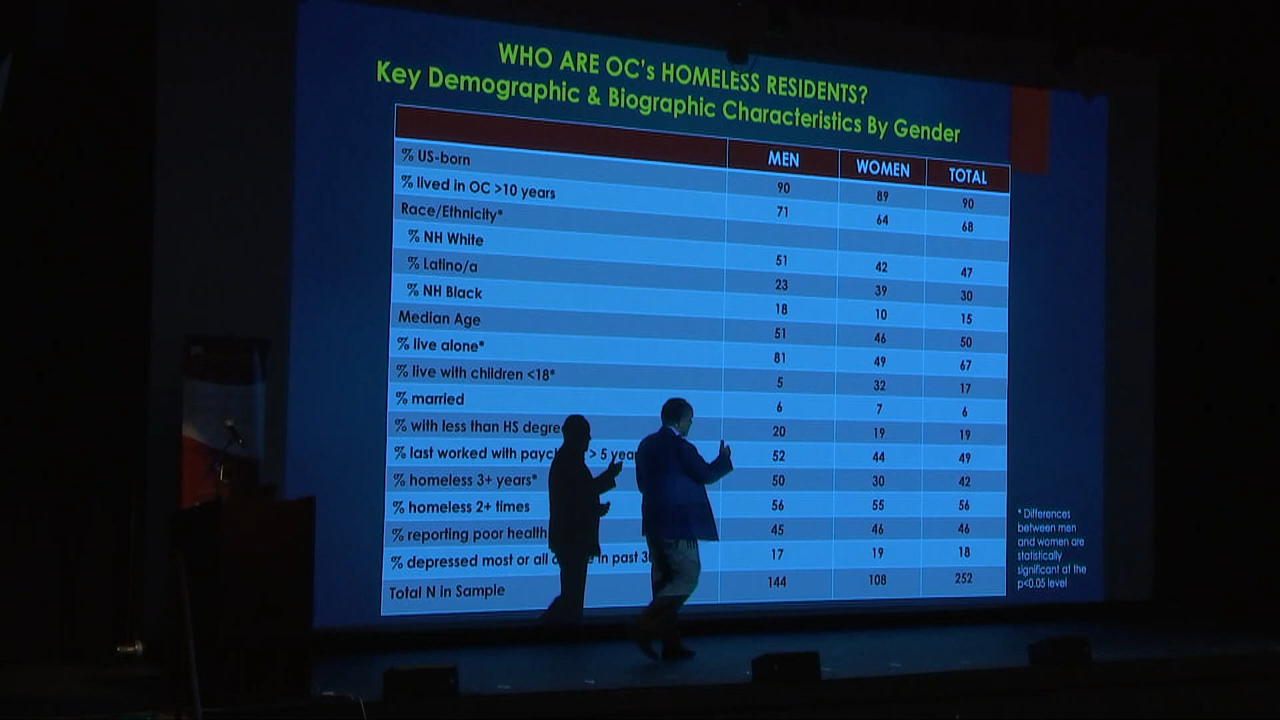 WHO ARE OC's HOMELESS RESIDENTS?
Key Demographic & Biographic Characteristics By Gender
MEN WOMEN TOTAL
% US-born 90 89 90
% lived in OC >10 years 71 64 68
Race/Ethnicity*
% NH White 51 42 47
% Latino/a 23 39 30
% NH Black 18 10 15
Median Age 51 46 50
% live alone* 81 49 67
% live with children <18* 5 32 17
% married 6 7 6
% with less than HS degre 20 19 19
% last worked with payc > 5 yea 52 44 49
% homeless 3+ years* 50 30 42
% homeless 2+ times 56 55 56
% reporting poor health 45 46 46
% depressed most or all in past 3 17 19 18
Total N in Sample 144 108 252
* Differences
between men
and women are
statistically
significant at the
p<0.05 level